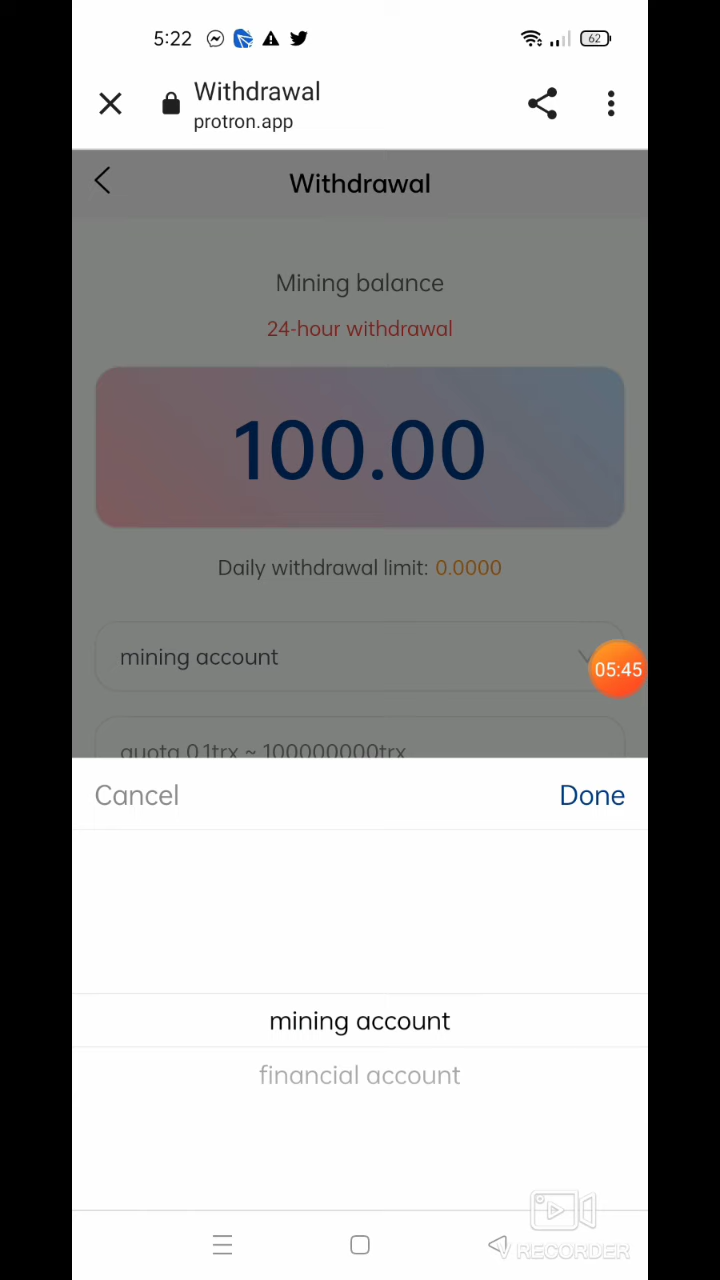 5:22
62
Withdrawal
protron.app
Withdrawal
Mining balance
24-hour withdrawal
100.00
Daily withdrawal limit: 0.0000
mining account
05:45
quota 0.1trx ~ 100000000trx
Cancel
Done
mining account
financial account
V RECORDER